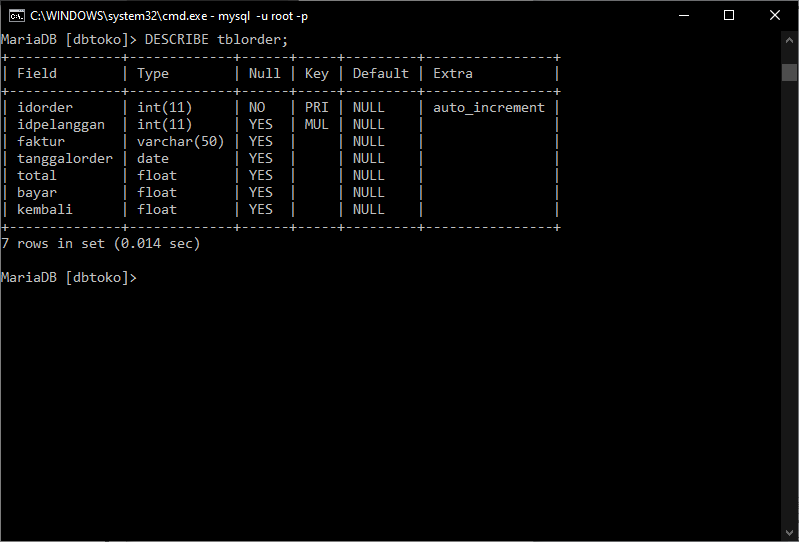 C:\WINDOWS\system32\cmd.exe - mysql  -u root -p
MariaDB [dbtoko]> DESCRIBE tblorder;
+--------------+-------------+------+-----+---------+----------------+
| Field        | Type        | Null | Key | Default | Extra          |
+--------------+-------------+------+-----+---------+----------------+
| idorder      | int(11)     | NO   | PRI | NULL    | auto_increment |
| idpelanggan  | int(11)     | YES  | MUL | NULL    |                |
| faktur       | varchar(50) | YES  |     | NULL    |                |
| tanggalorder | date        | YES  |     | NULL    |                |
| total        | float       | YES  |     | NULL    |                |
| bayar        | float       | YES  |     | NULL    |                |
| kembali      | float       | YES  |     | NULL    |                |
+--------------+-------------+------+-----+---------+----------------+
7 rows in set (0.014 sec)
MariaDB [dbtoko]>